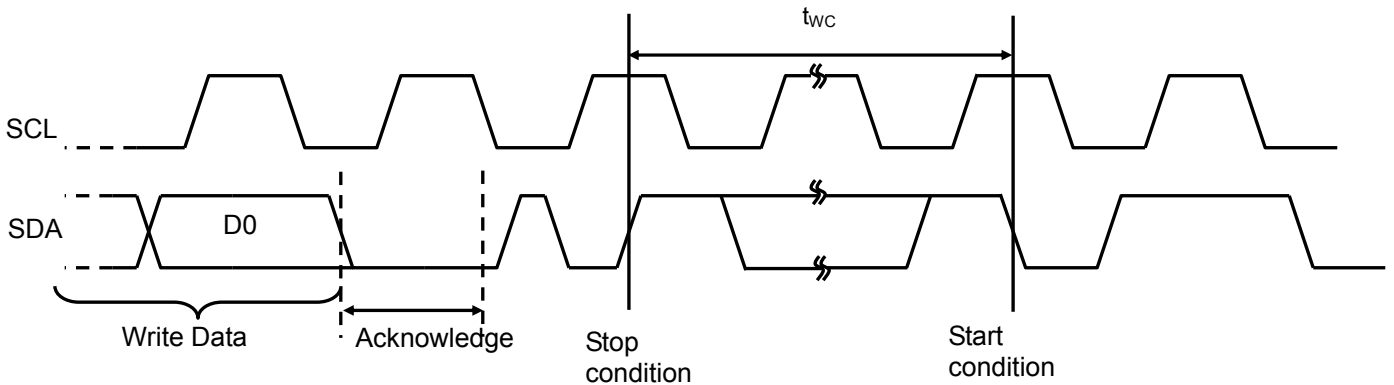 tWC
SCL
SDA
D0
Write Data
Acknowledge
Stop
condition
Start
condition